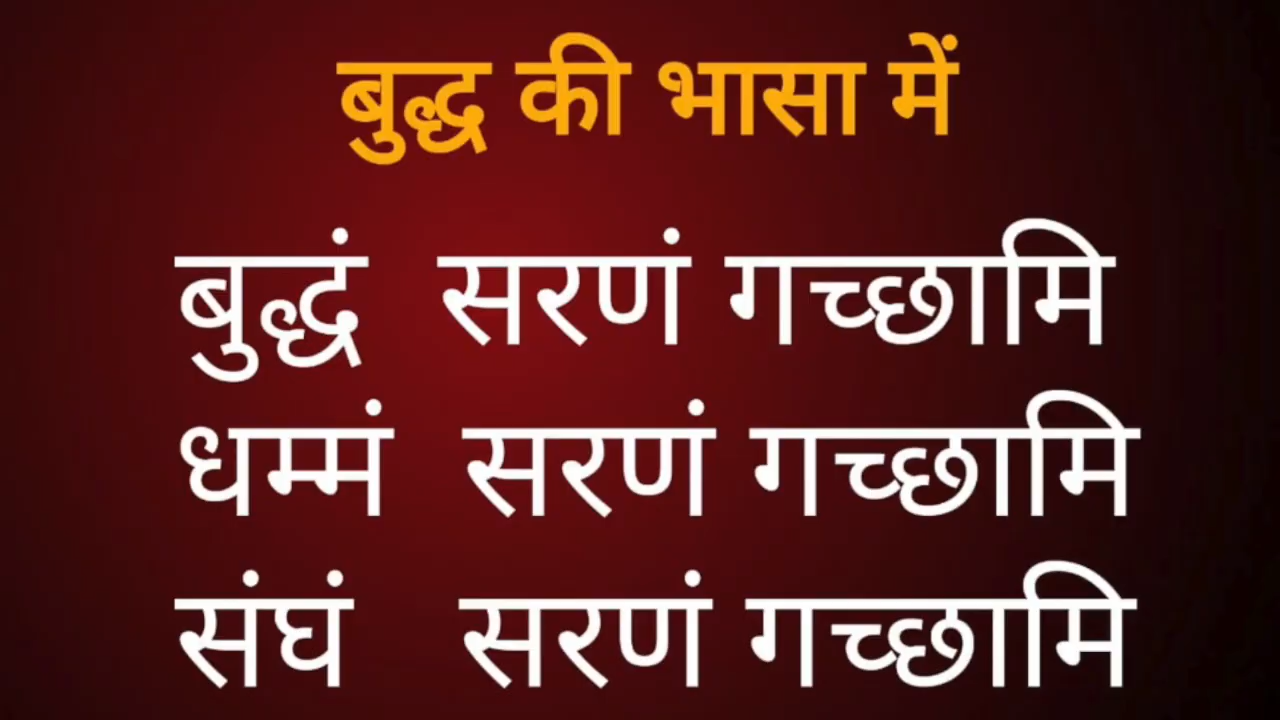 बुद्ध की भासा में
बुद्धं सरणं गच्छामि
धम्मं सरणं गच्छामि
संघं सरणं गच्छामि